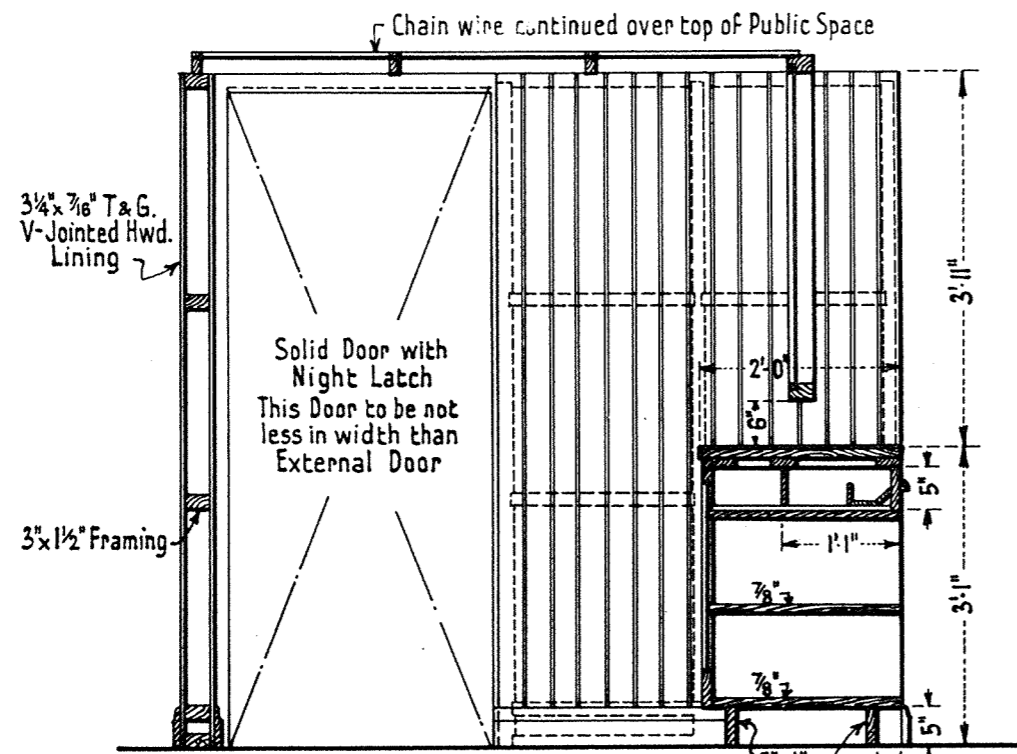 Chain wire continued over top of Public Space
3¼"x 7/16" T & G.
V-Jointed Hwd.
Lining
Solid Door with
Night Latch
This Door to be not
less in width than
External Door
3"x1½" Framing
3'-11"
2'-0"
6"
5"
1'-1"
3'-1"
7/8"
7/8"
5"